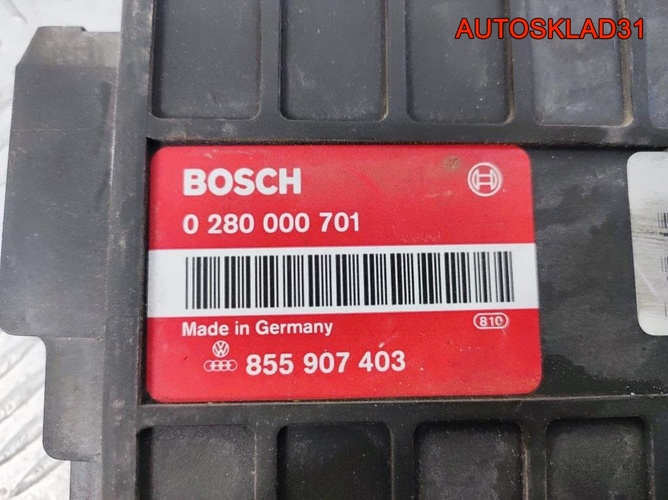 AUTOSKLAD31
BOSCH
0 280 000 701
Made in Germany
810
855 907 403